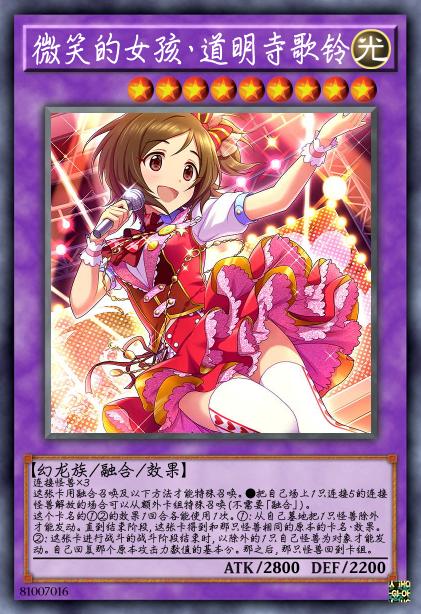 微笑的女孩·道明寺歌铃
光
【幻龙族/融合/效果】
连接怪兽×3
这张卡用融合召唤及以下方法才能特殊召唤。●把自己场上1只连接5的连接
怪兽解放的场合可以从额外卡组特殊召唤(不需要「融合」)。
这个卡名的①②的效果1回合各能使用1次。①：从自己墓地把1只怪兽除外
才能发动。直到结束阶段，这张卡得到和那只怪兽相同的原本的卡名·效果。
②：这张卡进行战斗的战斗阶段结束时，以除外的1只自己怪兽为对象才能发
动。自己回复那个原本攻击力数值的基本分。那之后，那只怪兽回到卡组。
ATK/2800 DEF/2200
81007016